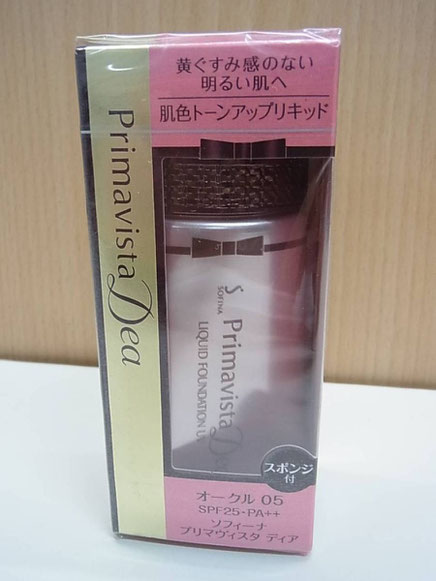 黄ぐすみ感のない
明るい肌へ
肌色トーンアップリキッド
Primavista Dea
S
SOFINA
Primavista Dea
LIQUID FOUNDATION U
スポンジ
付
オークル 05
SPF25・PA++
ソフィーナ
プリマヴィスタ ディア